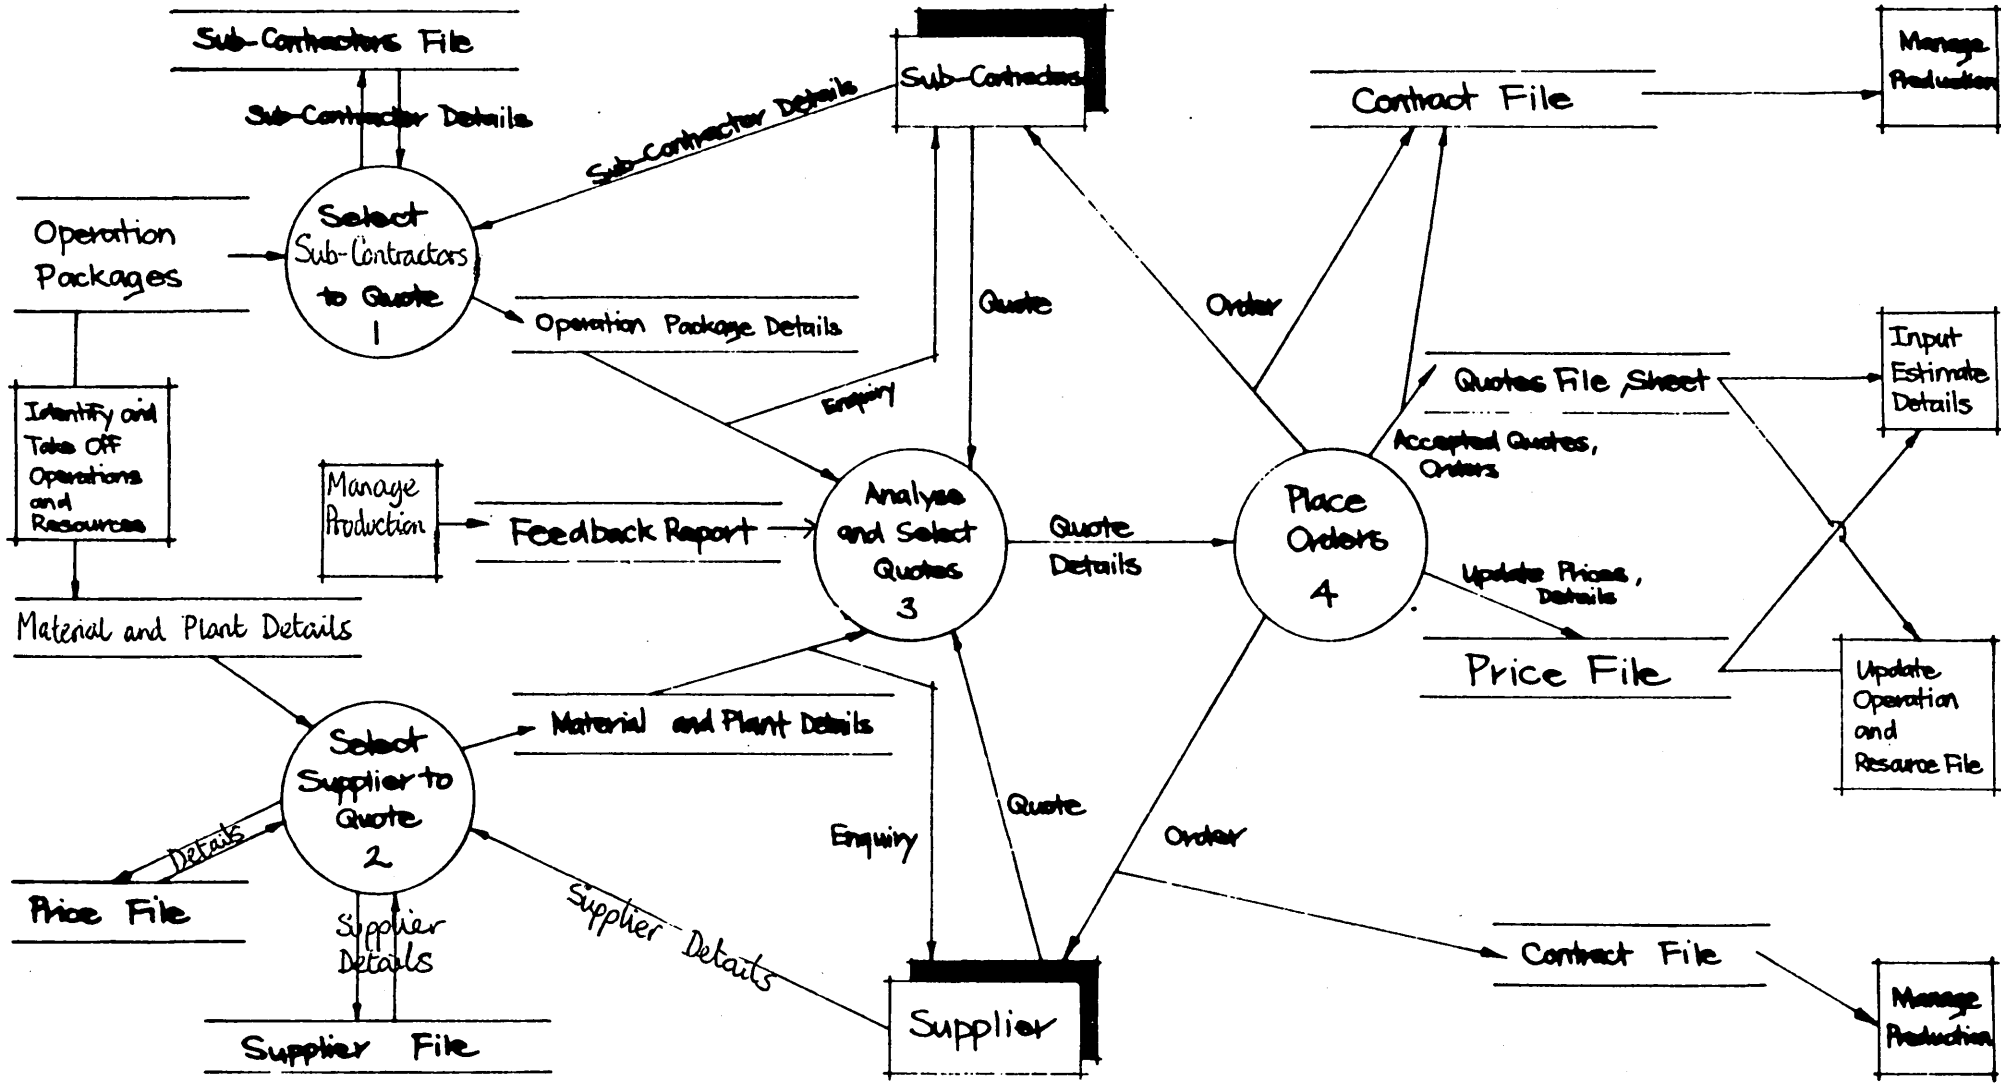 Sub-Contractors File
Sub-Contractor Details
Sub-Contractors
Sub-Contractor Details
Contract File
Manage
Production
Operation
Packages
Select
Sub-Contractors
to Quote
1
Operation Package Details
Quote
Order
Enquiry
Quotes File, Sheet
Input
Estimate
Details
Accepted Quotes,
Orders
Identify and
Take Off
Operations
and
Resources
Manage
Production
Feedback Report
Analyse
and Select
Quotes
3
Quote
Details
Place
Orders
4
Update Prices,
Details
Material and Plant Details
Price File
Update
Operation
and
Resource File
Select
Supplier to
Quote
2
Material and Plant Details
Details
Enquiry
Quote
Order
Price File
Supplier
Details
Supplier Details
Supplier File
Supplier
Contract File
Manage
Production